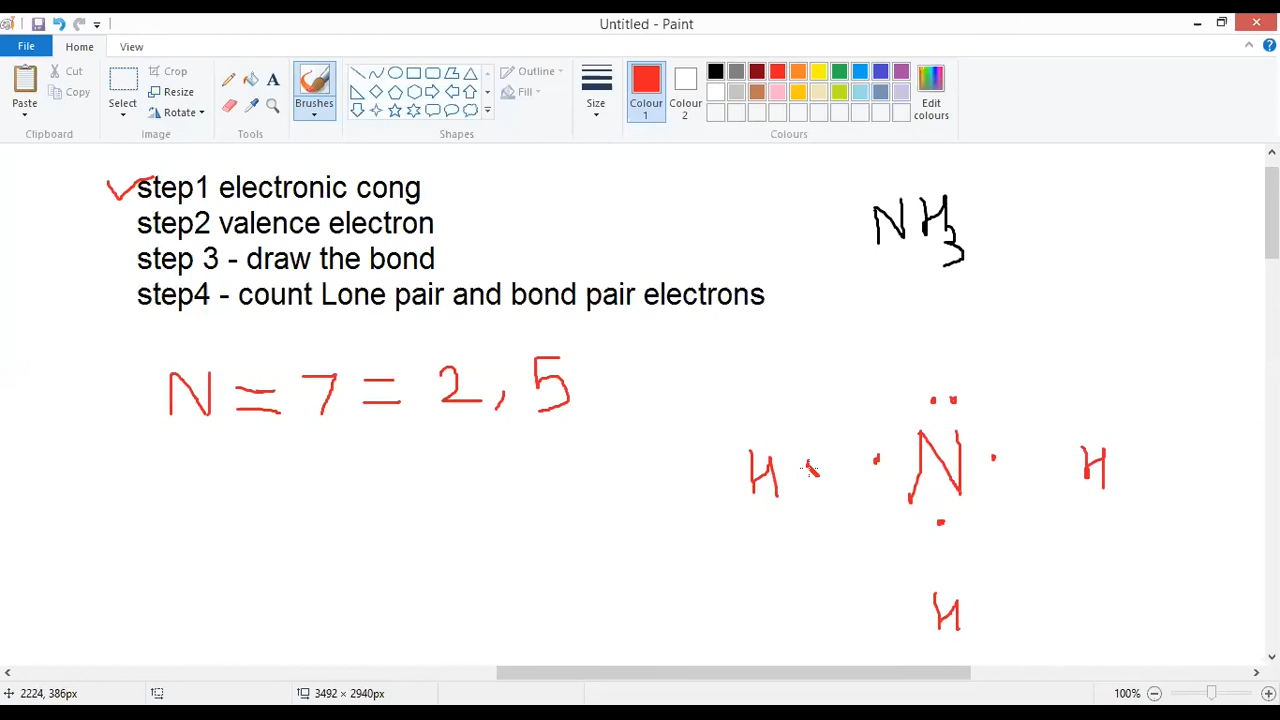 Untitled - Paint
File Home View
Paste
Cut
Copy
Clipboard
Select
Crop
Resize
Rotate
Image
Tools
Brushes
Shapes
Outline
Fill
Size
Colour 1
Colour 2
Edit colours
Colours
step1 electronic cong
step2 valence electron
step 3 - draw the bond
step4 - count Lone pair and bond pair electrons
NH3
N = 7 = 2, 5
H N H
H
2224, 386px
3492 × 2940px
100%